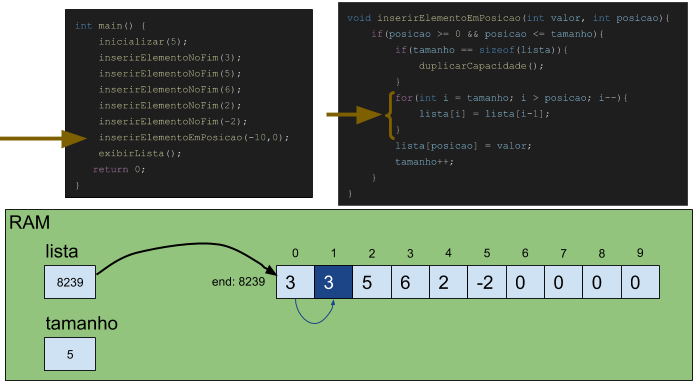 int main() {
inicializar(5);
inserirElementoNoFim(3);
inserirElementoNoFim(5);
inserirElementoNoFim(6);
inserirElementoNoFim(2);
inserirElementoNoFim(-2);
inserirElementoEmPosicao(-10,0);
exibirLista();
return 0;
}
void inserirElementoEmPosicao(int valor, int posicao){
if(posicao >= 0 && posicao <= tamanho){
if(tamanho == sizeof(lista)){
duplicarCapacidade();
}
for(int i = tamanho; i > posicao; i--){
lista[i] = lista[i-1];
}
lista[posicao] = valor;
tamanho++;
}
}
RAM
lista
8239
end: 8239
0 1 2 3 4 5 6 7 8 9
3 3 5 6 2 -2 0 0 0 0
tamanho
5